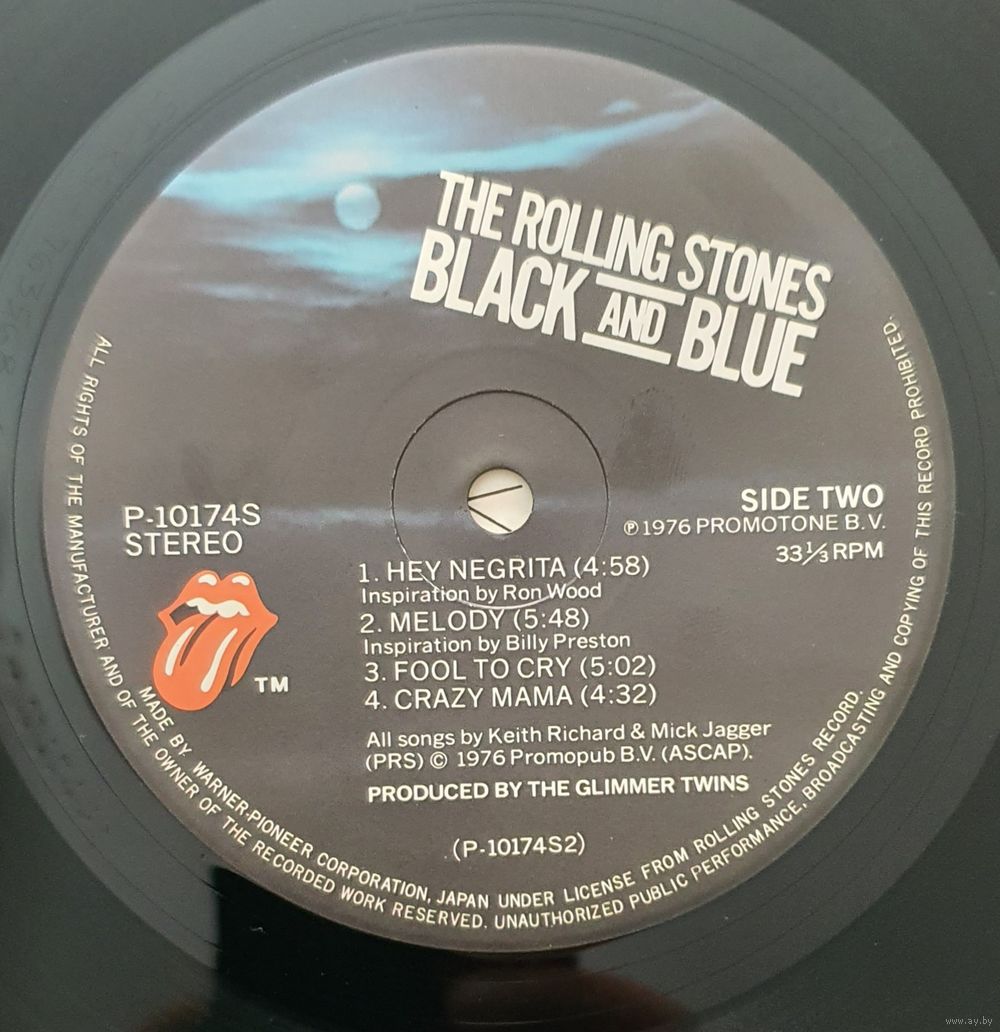 THE ROLLING STONES
BLACK AND BLUE
P-10174S
STEREO
SIDE TWO
℗ 1976 PROMOTONE B.V.
33⅓ RPM
1. HEY NEGRITA (4:58)
Inspiration by Ron Wood
2. MELODY (5:48)
Inspiration by Billy Preston
3. FOOL TO CRY (5:02)
4. CRAZY MAMA (4:32)
TM
All songs by Keith Richard & Mick Jagger
(PRS) © 1976 Promopub B.V. (ASCAP).
PRODUCED BY THE GLIMMER TWINS
(P-10174S2)
MADE BY WARNER-PIONEER CORPORATION, JAPAN UNDER LICENSE FROM ROLLING STONES RECORD.
ALL RIGHTS OF THE MANUFACTURER AND OF THE OWNER OF THE RECORDED WORK RESERVED. UNAUTHORIZED PUBLIC PERFORMANCE, BROADCASTING AND COPYING OF THIS RECORD PROHIBITED.
www.ay.by